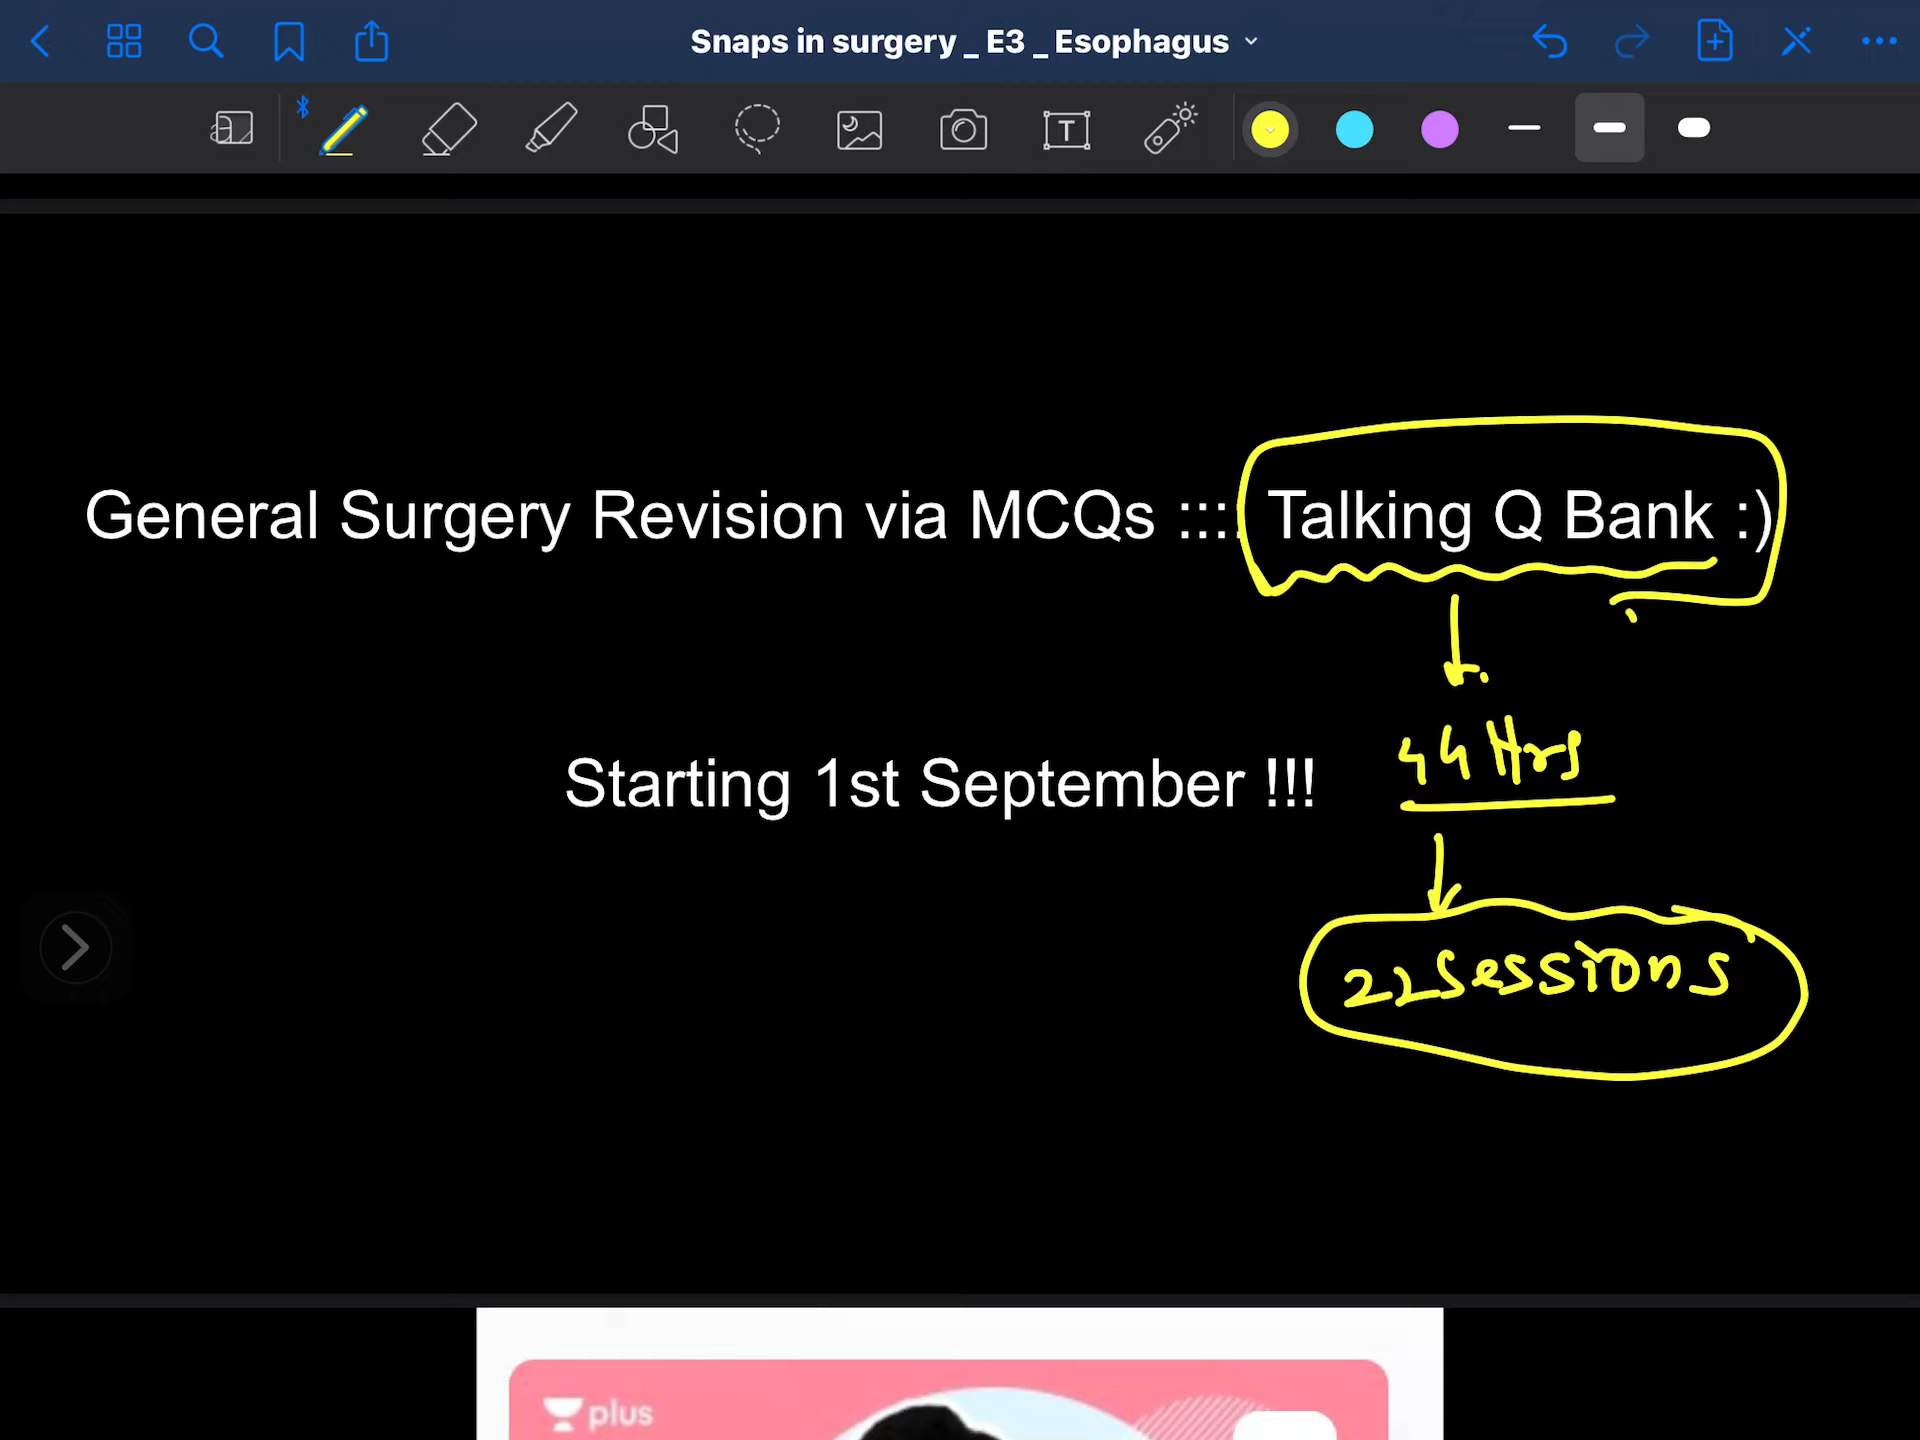 Snaps in surgery _ E3 _ Esophagus
General Surgery Revision via MCQs :::: Talking Q Bank :)
44 Hrs
Starting 1st September !!!
22 sessions
plus